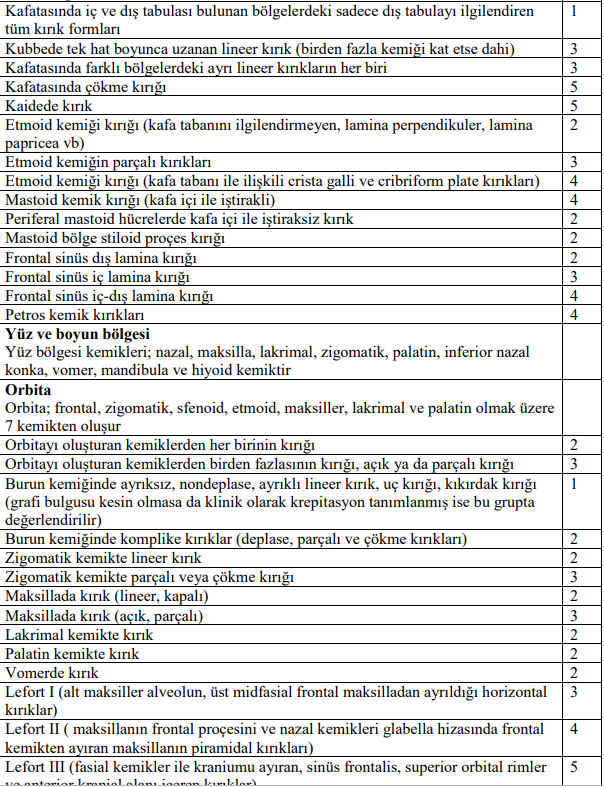 Kafatasında iç ve dış tabulası bulunan bölgelerdeki sadece dış tabulayı ilgilendiren 1
tüm kırık formları
Kubbede tek hat boyunca uzanan lineer kırık (birden fazla kemiği kat etse dahi) 3
Kafatasında farklı bölgelerdeki ayrı lineer kırıkların her biri 3
Kafatasında çökme kırığı 5
Kaidede kırık 5
Etmoid kemiği kırığı (kafa tabanını ilgilendirmeyen, lamina perpendikuler, lamina 2
papricea vb)
Etmoid kemiğin parçalı kırıkları 3
Etmoid kemiği kırığı (kafa tabanı ile ilişkili crista galli ve cribriform plate kırıkları) 4
Mastoid kemik kırığı (kafa içi ile iştirakli) 4
Periferal mastoid hücrelerde kafa içi ile iştiraksiz kırık 2
Mastoid bölge stiloid proçes kırığı 2
Frontal sinüs dış lamina kırığı 2
Frontal sinüs iç lamina kırığı 3
Frontal sinüs iç-dış lamina kırığı 4
Petros kemik kırıkları 4
Yüz ve boyun bölgesi
Yüz bölgesi kemikleri; nazal, maksilla, lakrimal, zigomatik, palatin, inferior nazal
konka, vomer, mandibula ve hiyoid kemiktir
Orbita
Orbita; frontal, zigomatik, sfenoid, etmoid, maksiller, lakrimal ve palatin olmak üzere
7 kemikten oluşur
Orbitayı oluşturan kemiklerden her birinin kırığı 2
Orbitayı oluşturan kemiklerden birden fazlasının kırığı, açık ya da parçalı kırığı 3
Burun kemiğinde ayrıksız, nondeplase, ayrıklı lineer kırık, uç kırığı, kıkırdak kırığı 1
(grafi bulgusu kesin olmasa da klinik olarak krepitasyon tanımlanmış ise bu grupta
değerlendirilir)
Burun kemiğinde komplike kırıklar (deplase, parçalı ve çökme kırıkları) 2
Zigomatik kemikte lineer kırık 2
Zigomatik kemikte parçalı veya çökme kırığı 3
Maksillada kırık (lineer, kapalı) 2
Maksillada kırık (açık, parçalı) 3
Lakrimal kemikte kırık 2
Palatin kemikte kırık 2
Vomerde kırık 2
Lefort I (alt maksiller alveolun, üst midfasial frontal maksilladan ayrıldığı horizontal 3
kırıklar)
Lefort II ( maksillanın frontal proçesini ve nazal kemikleri glabella hizasında frontal 4
kemikten ayıran maksillanın piramidal kırıkları)
Lefort III (fasial kemikler ile kraniumu ayıran, sinüs frontalis, superior orbital rimler 5
ve anterior kranial alanı içeren kırıklar)